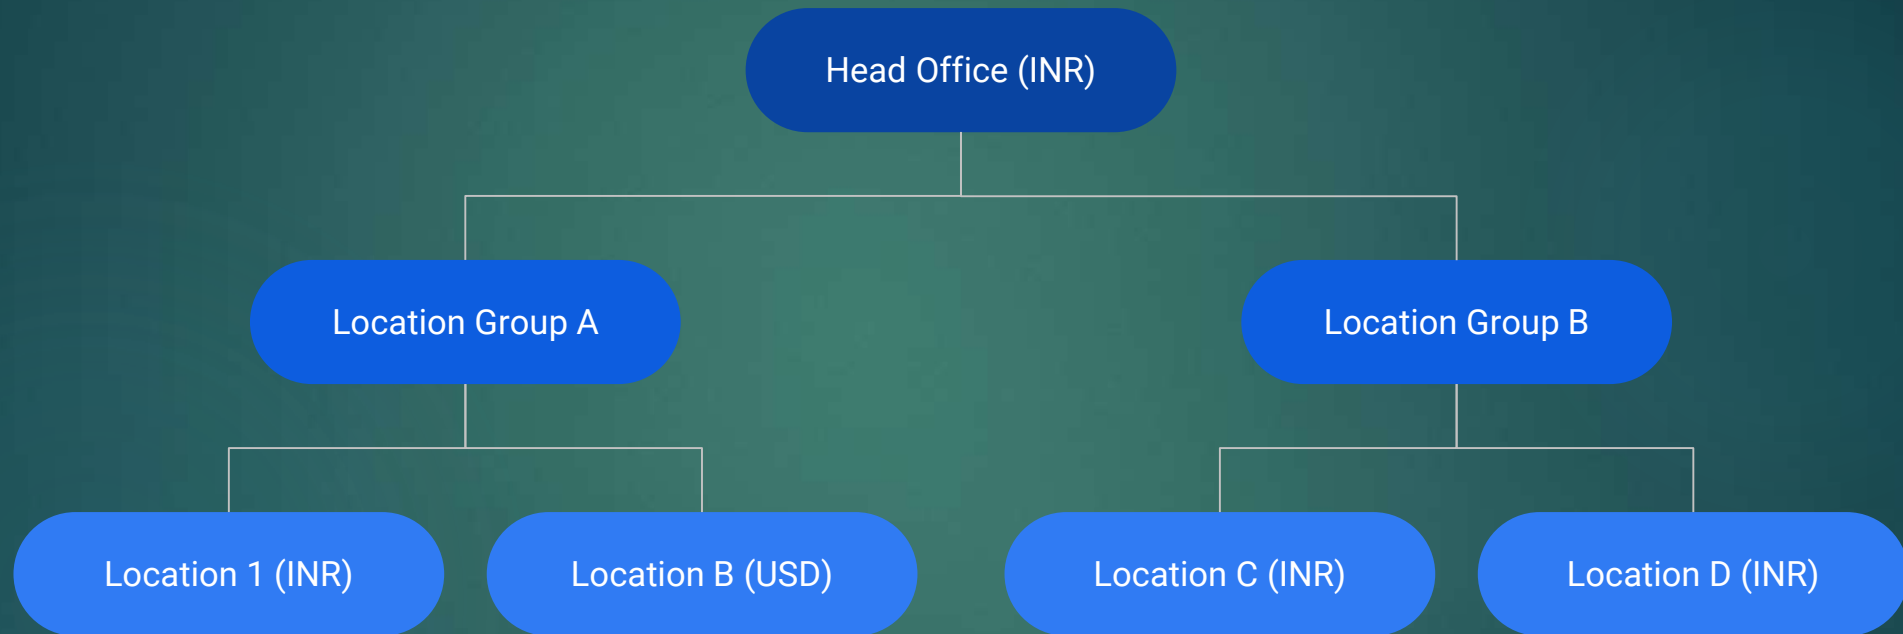 Head Office (INR)
Location Group A
Location Group B
Location 1 (INR)
Location B (USD)
Location C (INR)
Location D (INR)